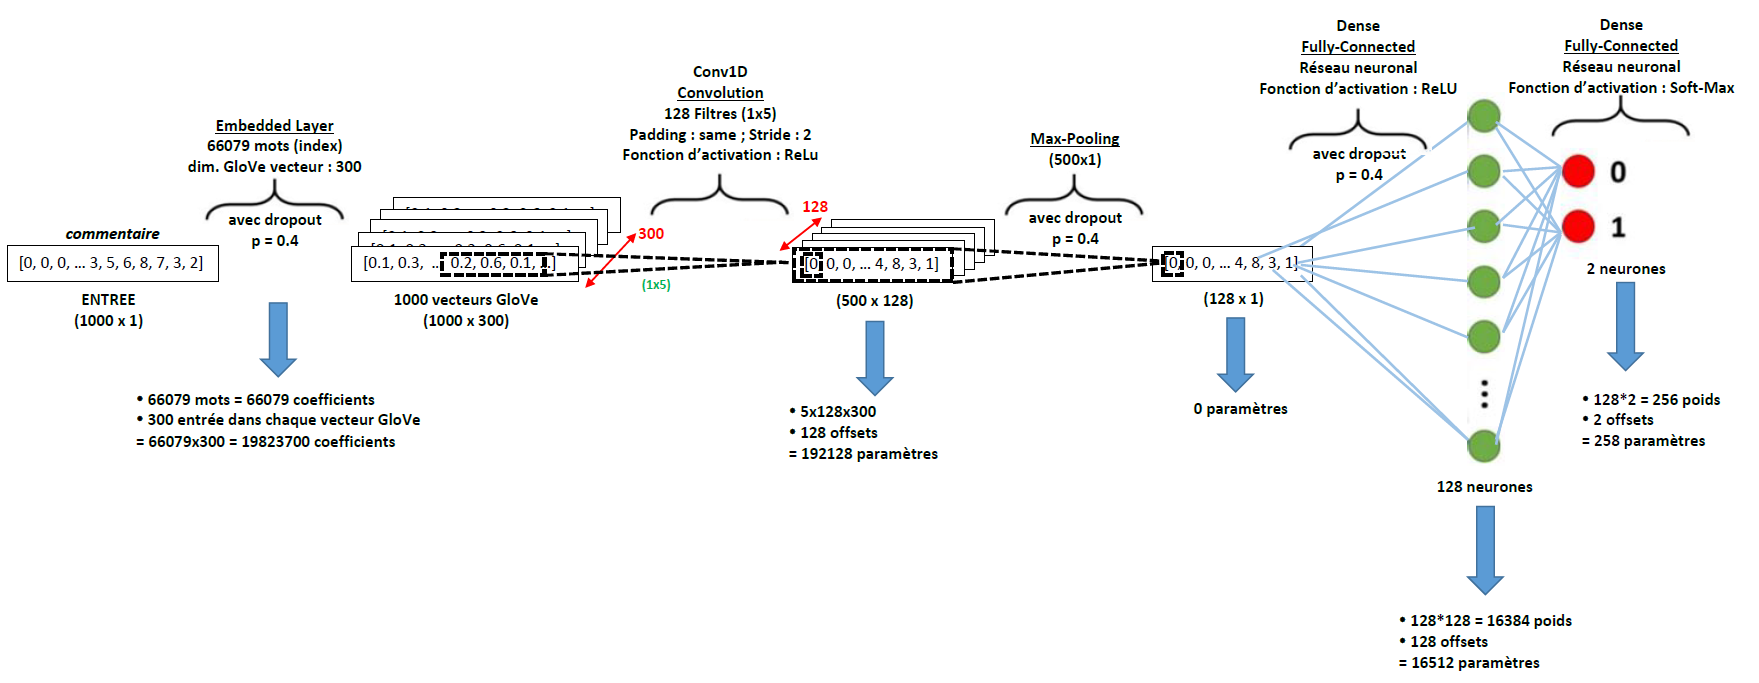 Embedded Layer
66079 mots (index)
dim. GloVe vecteur : 300
avec dropout
p = 0.4
commentaire
[0, 0, 0, ... 3, 5, 6, 8, 7, 3, 2]
ENTREE
(1000 x 1)
• 66079 mots = 66079 coefficients
• 300 entrée dans chaque vecteur GloVe
= 66079x300 = 19823700 coefficients
[0.1, 0.3, .. 0.2, 0.6, 0.1, .]
300
(1x5)
1000 vecteurs GloVe
(1000 x 300)
Conv1D
Convolution
128 Filtres (1x5)
Padding : same ; Stride : 2
Fonction d'activation : ReLu
128
[0, 0, 0, ... 4, 8, 3, 1]
(500 x 128)
• 5x128x300
• 128 offsets
= 192128 paramètres
Max-Pooling
(500x1)
avec dropout
p = 0.4
[0, 0, 0, ... 4, 8, 3, 1]
(128 x 1)
0 paramètres
Dense
Fully-Connected
Réseau neuronal
Fonction d'activation : ReLU
avec dropout
p = 0.4
128 neurones
• 128*128 = 16384 poids
• 128 offsets
= 16512 paramètres
Dense
Fully-Connected
Réseau neuronal
Fonction d'activation : Soft-Max
0
1
2 neurones
• 128*2 = 256 poids
• 2 offsets
= 258 paramètres